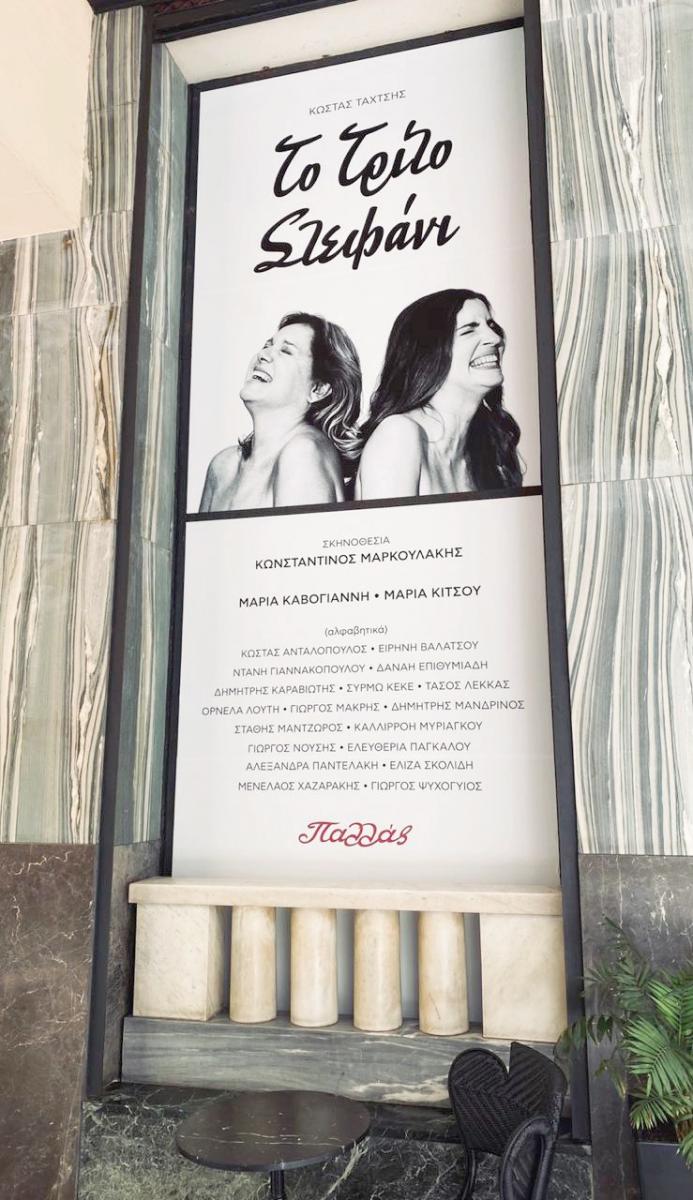 ΚΩΣΤΑΣ ΤΑΧΤΣΗΣ
Το Τρίτο
Στεφάνι
ΣΚΗΝΟΘΕΣΙΑ
ΚΩΝΣΤΑΝΤΙΝΟΣ ΜΑΡΚΟΥΛΑΚΗΣ
ΜΑΡΙΑ ΚΑΒΟΓΙΑΝΝΗ • ΜΑΡΙΑ ΚΙΤΣΟΥ
(αλφαβητικά)
ΚΩΣΤΑΣ ΑΝΤΑΛΟΠΟΥΛΟΣ • ΕΙΡΗΝΗ ΒΑΛΑΤΣΟΥ
ΝΤΑΝΗ ΓΙΑΝΝΑΚΟΠΟΥΛΟΥ • ΔΑΝΑΗ ΕΠΙΘΥΜΙΑΔΗ
ΔΗΜΗΤΡΗΣ ΚΑΡΑΒΙΩΤΗΣ • ΣΥΡΜΩ ΚΕΚΕ • ΤΑΣΟΣ ΛΕΚΚΑΣ
ΟΡΝΕΛΑ ΛΟΥΤΗ • ΓΙΩΡΓΟΣ ΜΑΚΡΗΣ • ΔΗΜΗΤΡΗΣ ΜΑΝΔΡΙΝΟΣ
ΣΤΑΘΗΣ ΜΑΝΤΖΩΡΟΣ • ΚΑΛΛΙΡΡΟΗ ΜΥΡΙΑΓΚΟΥ
ΓΙΩΡΓΟΣ ΝΟΥΣΗΣ • ΕΛΕΥΘΕΡΙΑ ΠΑΓΚΑΛΟΥ
ΑΛΕΞΑΝΔΡΑ ΠΑΝΤΕΛΑΚΗ • ΕΛΙΖΑ ΣΚΟΛΙΔΗ
ΜΕΝΕΛΑΟΣ ΧΑΖΑΡΑΚΗΣ • ΓΙΩΡΓΟΣ ΨΥΧΟΓΥΙΟΣ
Παλλάς